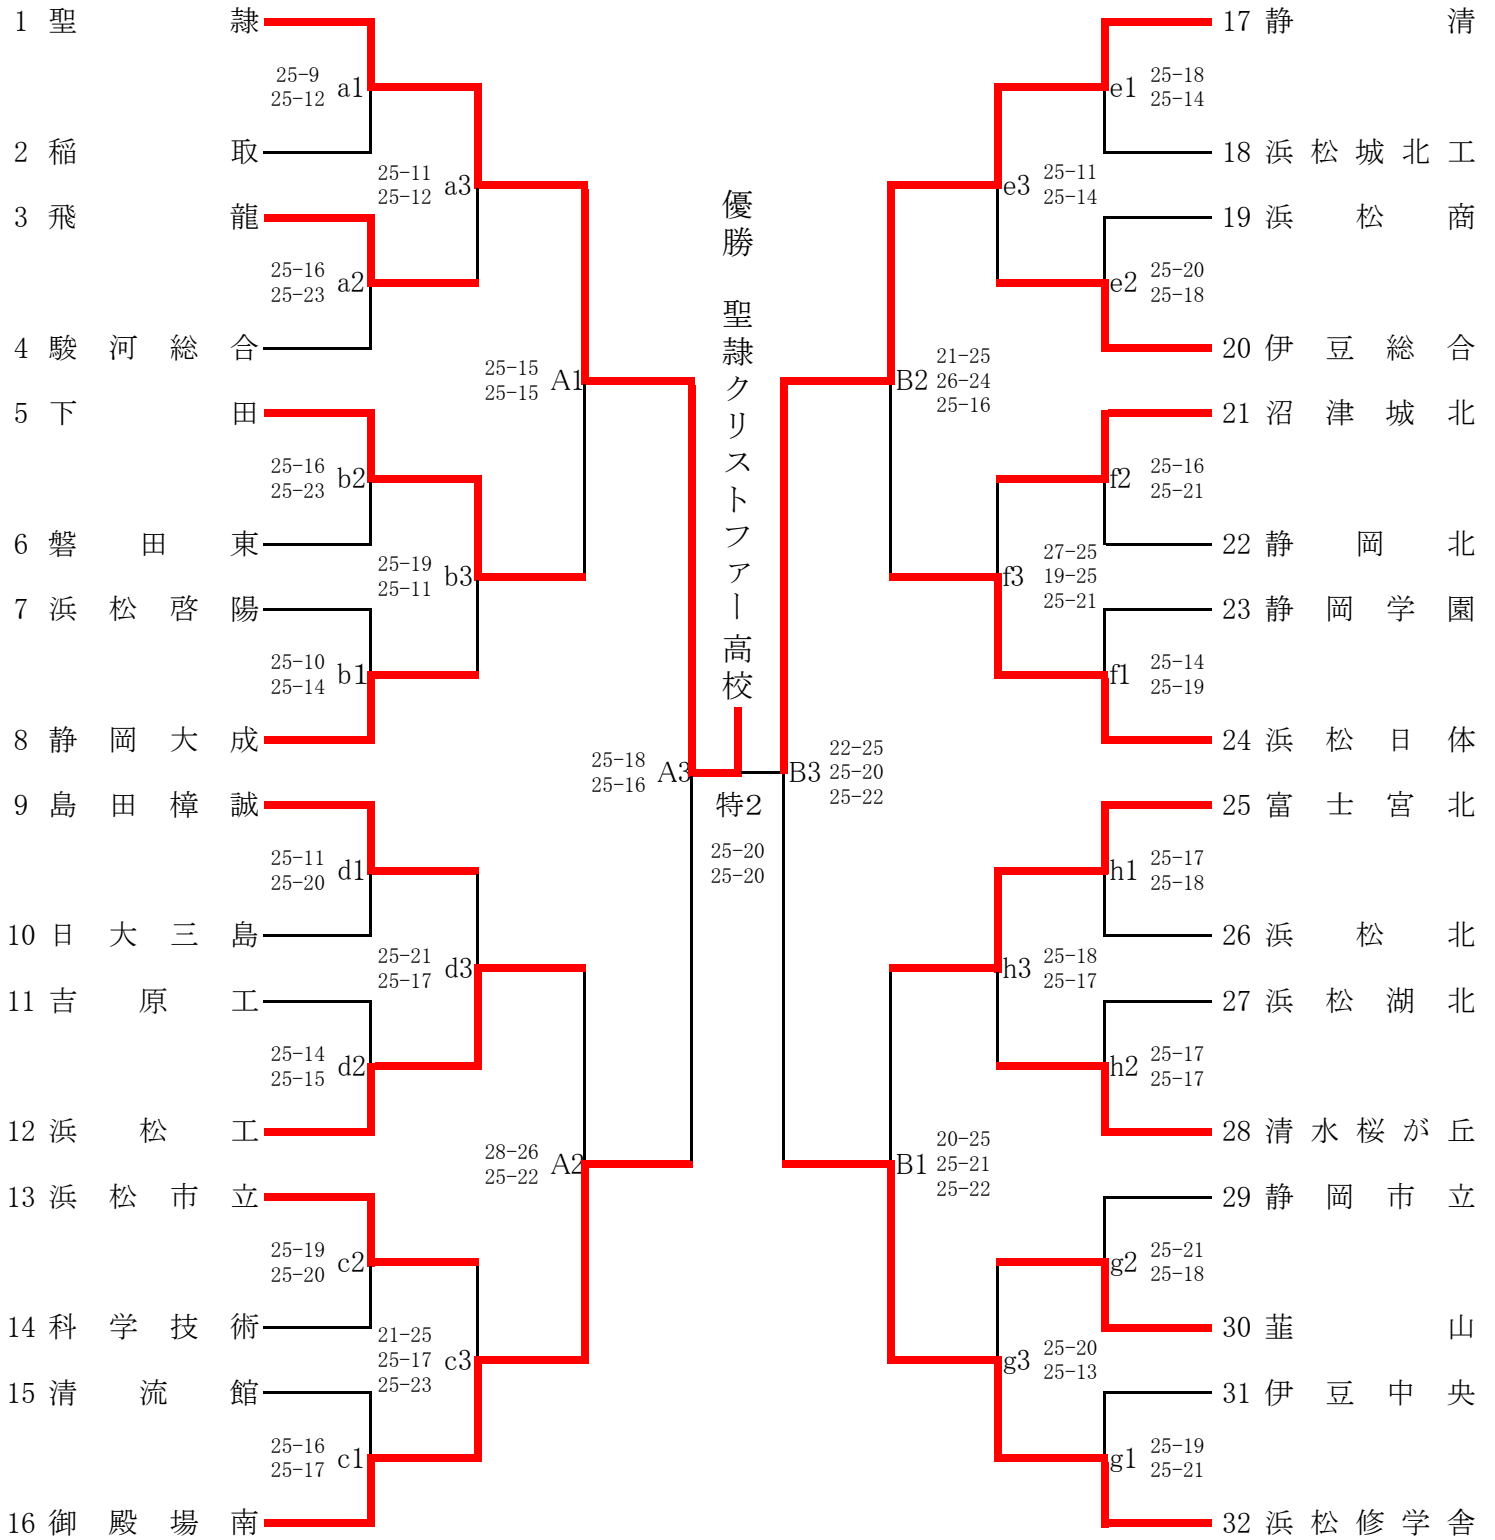 1 聖隷
25-9
25-12
a1
2 稲取
25-11
25-12
a3
3 飛龍
25-16
25-23
a2
4 駿河総合
25-15
25-15
A1
5 下田
25-16
25-23
b2
6 磐田東
25-19
25-11
b3
7 浜松啓陽
25-10
25-14
b1
8 静岡大成
25-18
25-16
A3
9 島田樟誠
25-11
25-20
d1
10 日大三島
25-21
25-17
d3
11 吉原工
25-14
25-15
d2
12 浜松工
28-26
25-22
A2
13 浜松市立
25-19
25-20
c2
14 科学技術
21-25
25-17
25-23
c3
15 清流館
25-16
25-17
c1
16 御殿場南
優勝 聖隷クリストファー高校
特2
25-20
25-20
17 静清
e1
25-18
25-14
18 浜松城北工
e3
25-11
25-14
19 浜松商
e2
25-20
25-18
20 伊豆総合
B2
21-25
26-24
25-16
21 沼津城北
f2
25-16
25-21
22 静岡北
f3
27-25
19-25
25-21
23 静岡学園
f1
25-14
25-19
24 浜松日体
B3
22-25
25-20
25-22
25 富士宮北
h1
25-17
25-18
26 浜松北
h3
25-18
25-17
27 浜松湖北
h2
25-17
25-17
28 清水桜が丘
B1
20-25
25-21
25-22
29 静岡市立
g2
25-21
25-18
30 韮山
g3
25-20
25-13
31 伊豆中央
g1
25-19
25-21
32 浜松修学舎